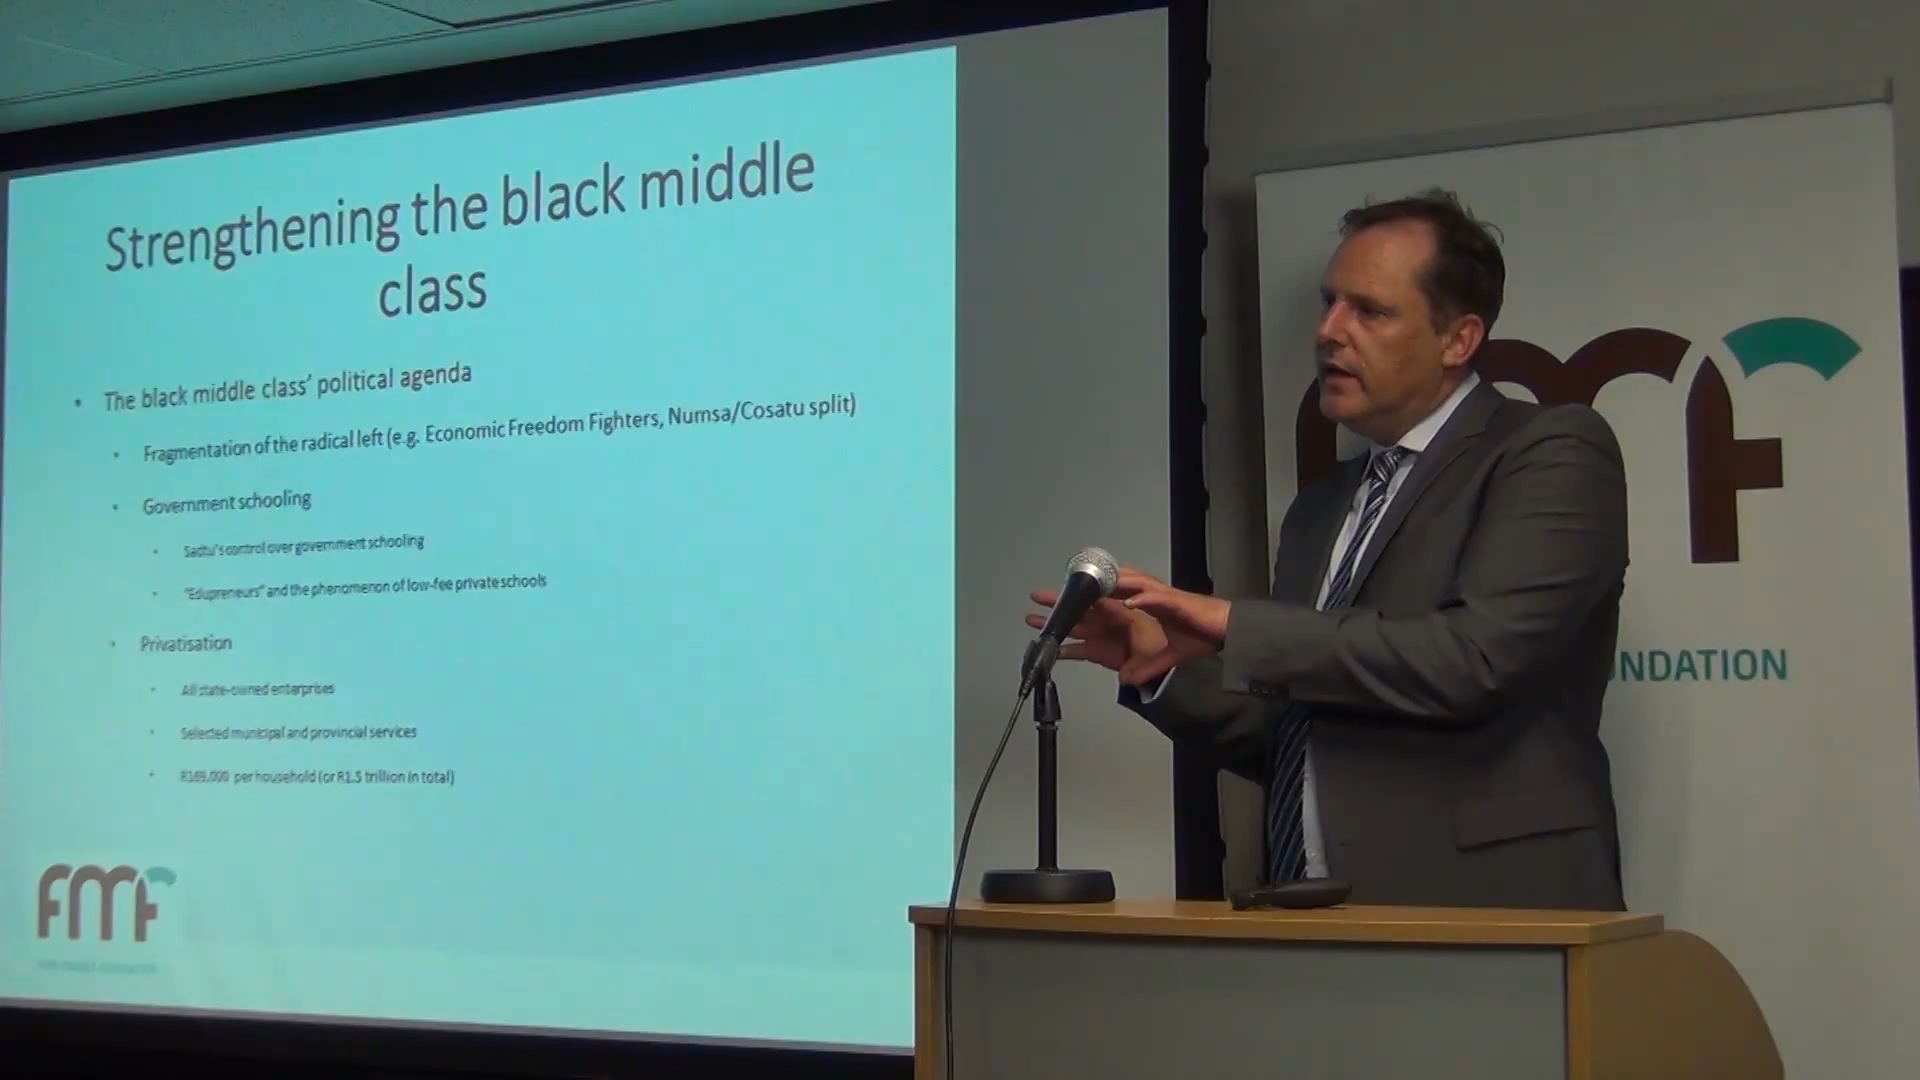 Strengthening the black middle
class
• The black middle class' political agenda
• Fragmentation of the radical left (e.g. Economic Freedom Fighters, Numsa/Cosatu split)
• Government schooling
• Sadtu's control over government schooling
• "Edupreneurs" and the phenomenon of low-fee private schools
• Privatisation
• All state-owned enterprises
• Selected municipal and provincial services
• R169,000 per household (or R1.5 trillion in total)
FMF
FMF
UNDATION